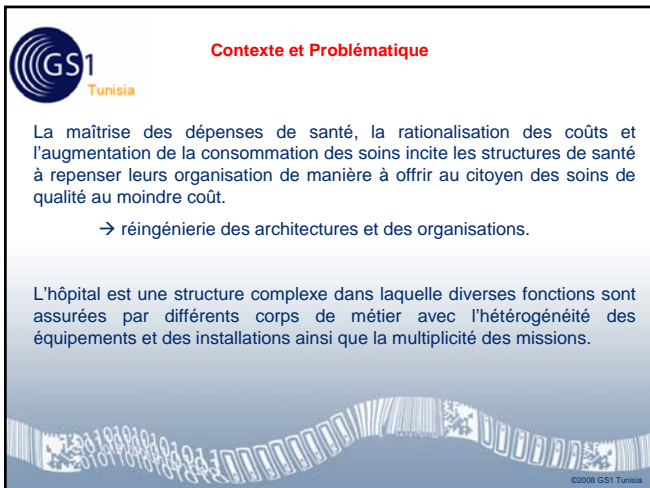 GS1
Tunisia
Contexte et Problématique
La maîtrise des dépenses de santé, la rationalisation des coûts et
l'augmentation de la consommation des soins incite les structures de santé
à repenser leurs organisation de manière à offrir au citoyen des soins de
qualité au moindre coût.
→ réingénierie des architectures et des organisations.
L'hôpital est une structure complexe dans laquelle diverses fonctions sont
assurées par différents corps de métier avec l'hétérogénéité des
équipements et des installations ainsi que la multiplicité des missions.
©2008 GS1 Tunisia